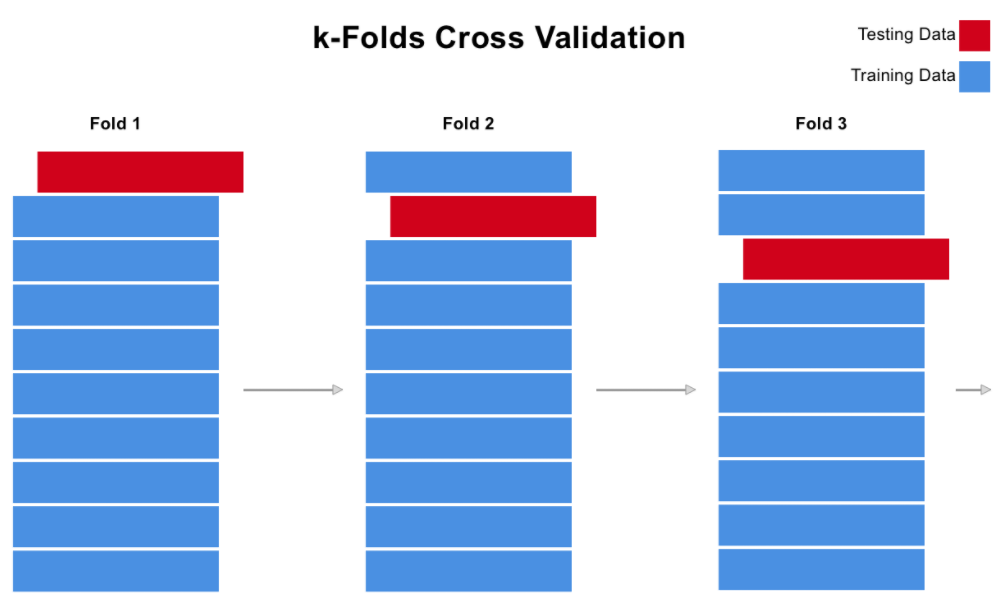 k-Folds Cross Validation
Testing Data
Training Data
Fold 1
Fold 2
Fold 3